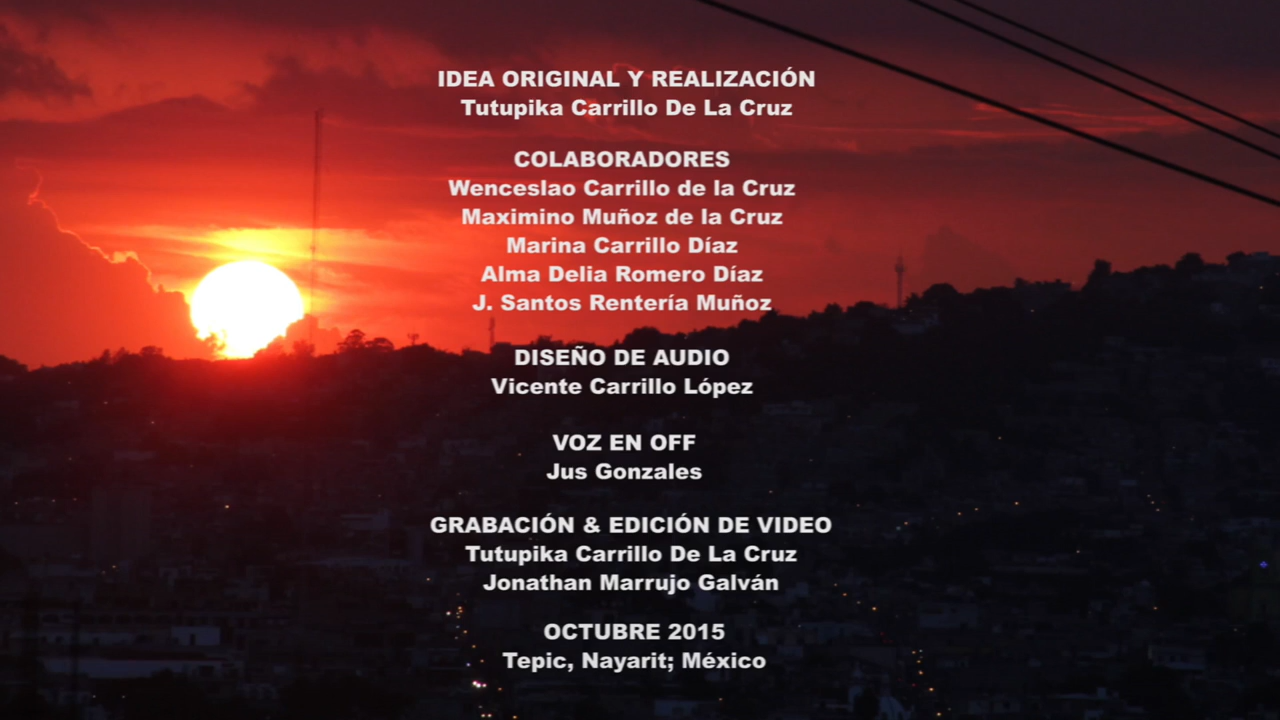 IDEA ORIGINAL Y REALIZACIÓN
Tutupika Carrillo De La Cruz
COLABORADORES
Wenceslao Carrillo de la Cruz
Maximino Muñoz de la Cruz
Marina Carrillo Díaz
Alma Delia Romero Díaz
J. Santos Rentería Muñoz
DISEÑO DE AUDIO
Vicente Carrillo López
VOZ EN OFF
Jus Gonzales
GRABACIÓN & EDICIÓN DE VIDEO
Tutupika Carrillo De La Cruz
Jonathan Marrujo Galván
OCTUBRE 2015
Tepic, Nayarit; México